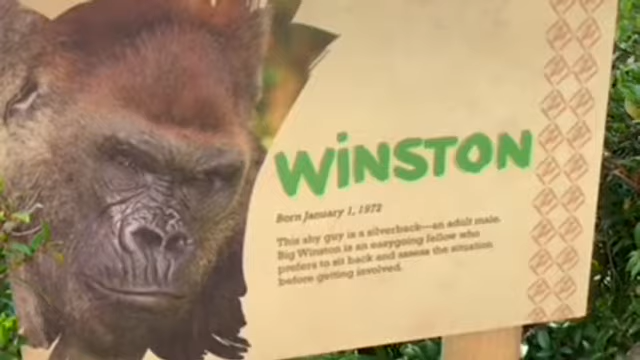 WiNSTON
Born January 1, 1972
This shy guy is a silverback—an adult male.
Big Winston is an easygoing fellow who
prefers to sit back and assess the situation
before getting involved.